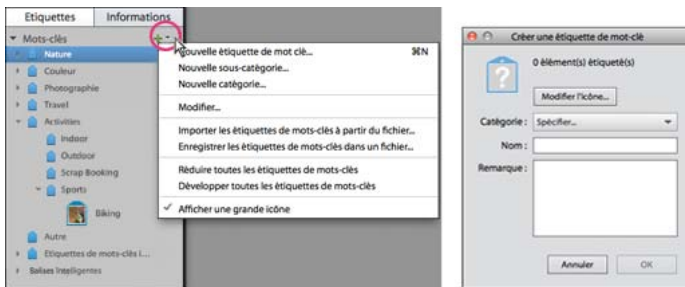 Etiquettes Informations
Mots-clés
Nature
Couleur
Photographie
Travel
Activities
Indoor
Outdoor
Scrap Booking
Sports
Biking
Autre
Etiquettes de mots-clés i...
Balises intelligentes
Nouvelle étiquette de mot clé... ⌘N
Nouvelle sous-catégorie...
Nouvelle catégorie...
Modifier...
Importer les étiquettes de mots-clés à partir du fichier...
Enregistrer les étiquettes de mots-clés dans un fichier...
Réduire toutes les étiquettes de mots-clés
Développer toutes les étiquettes de mots-clés
✓ Afficher une grande icône
Créer une étiquette de mot-clé
?
0 élément(s) étiqueté(s)
Modifier l'icône...
Catégorie : Spécifier...
Nom :
Remarque :
Annuler OK